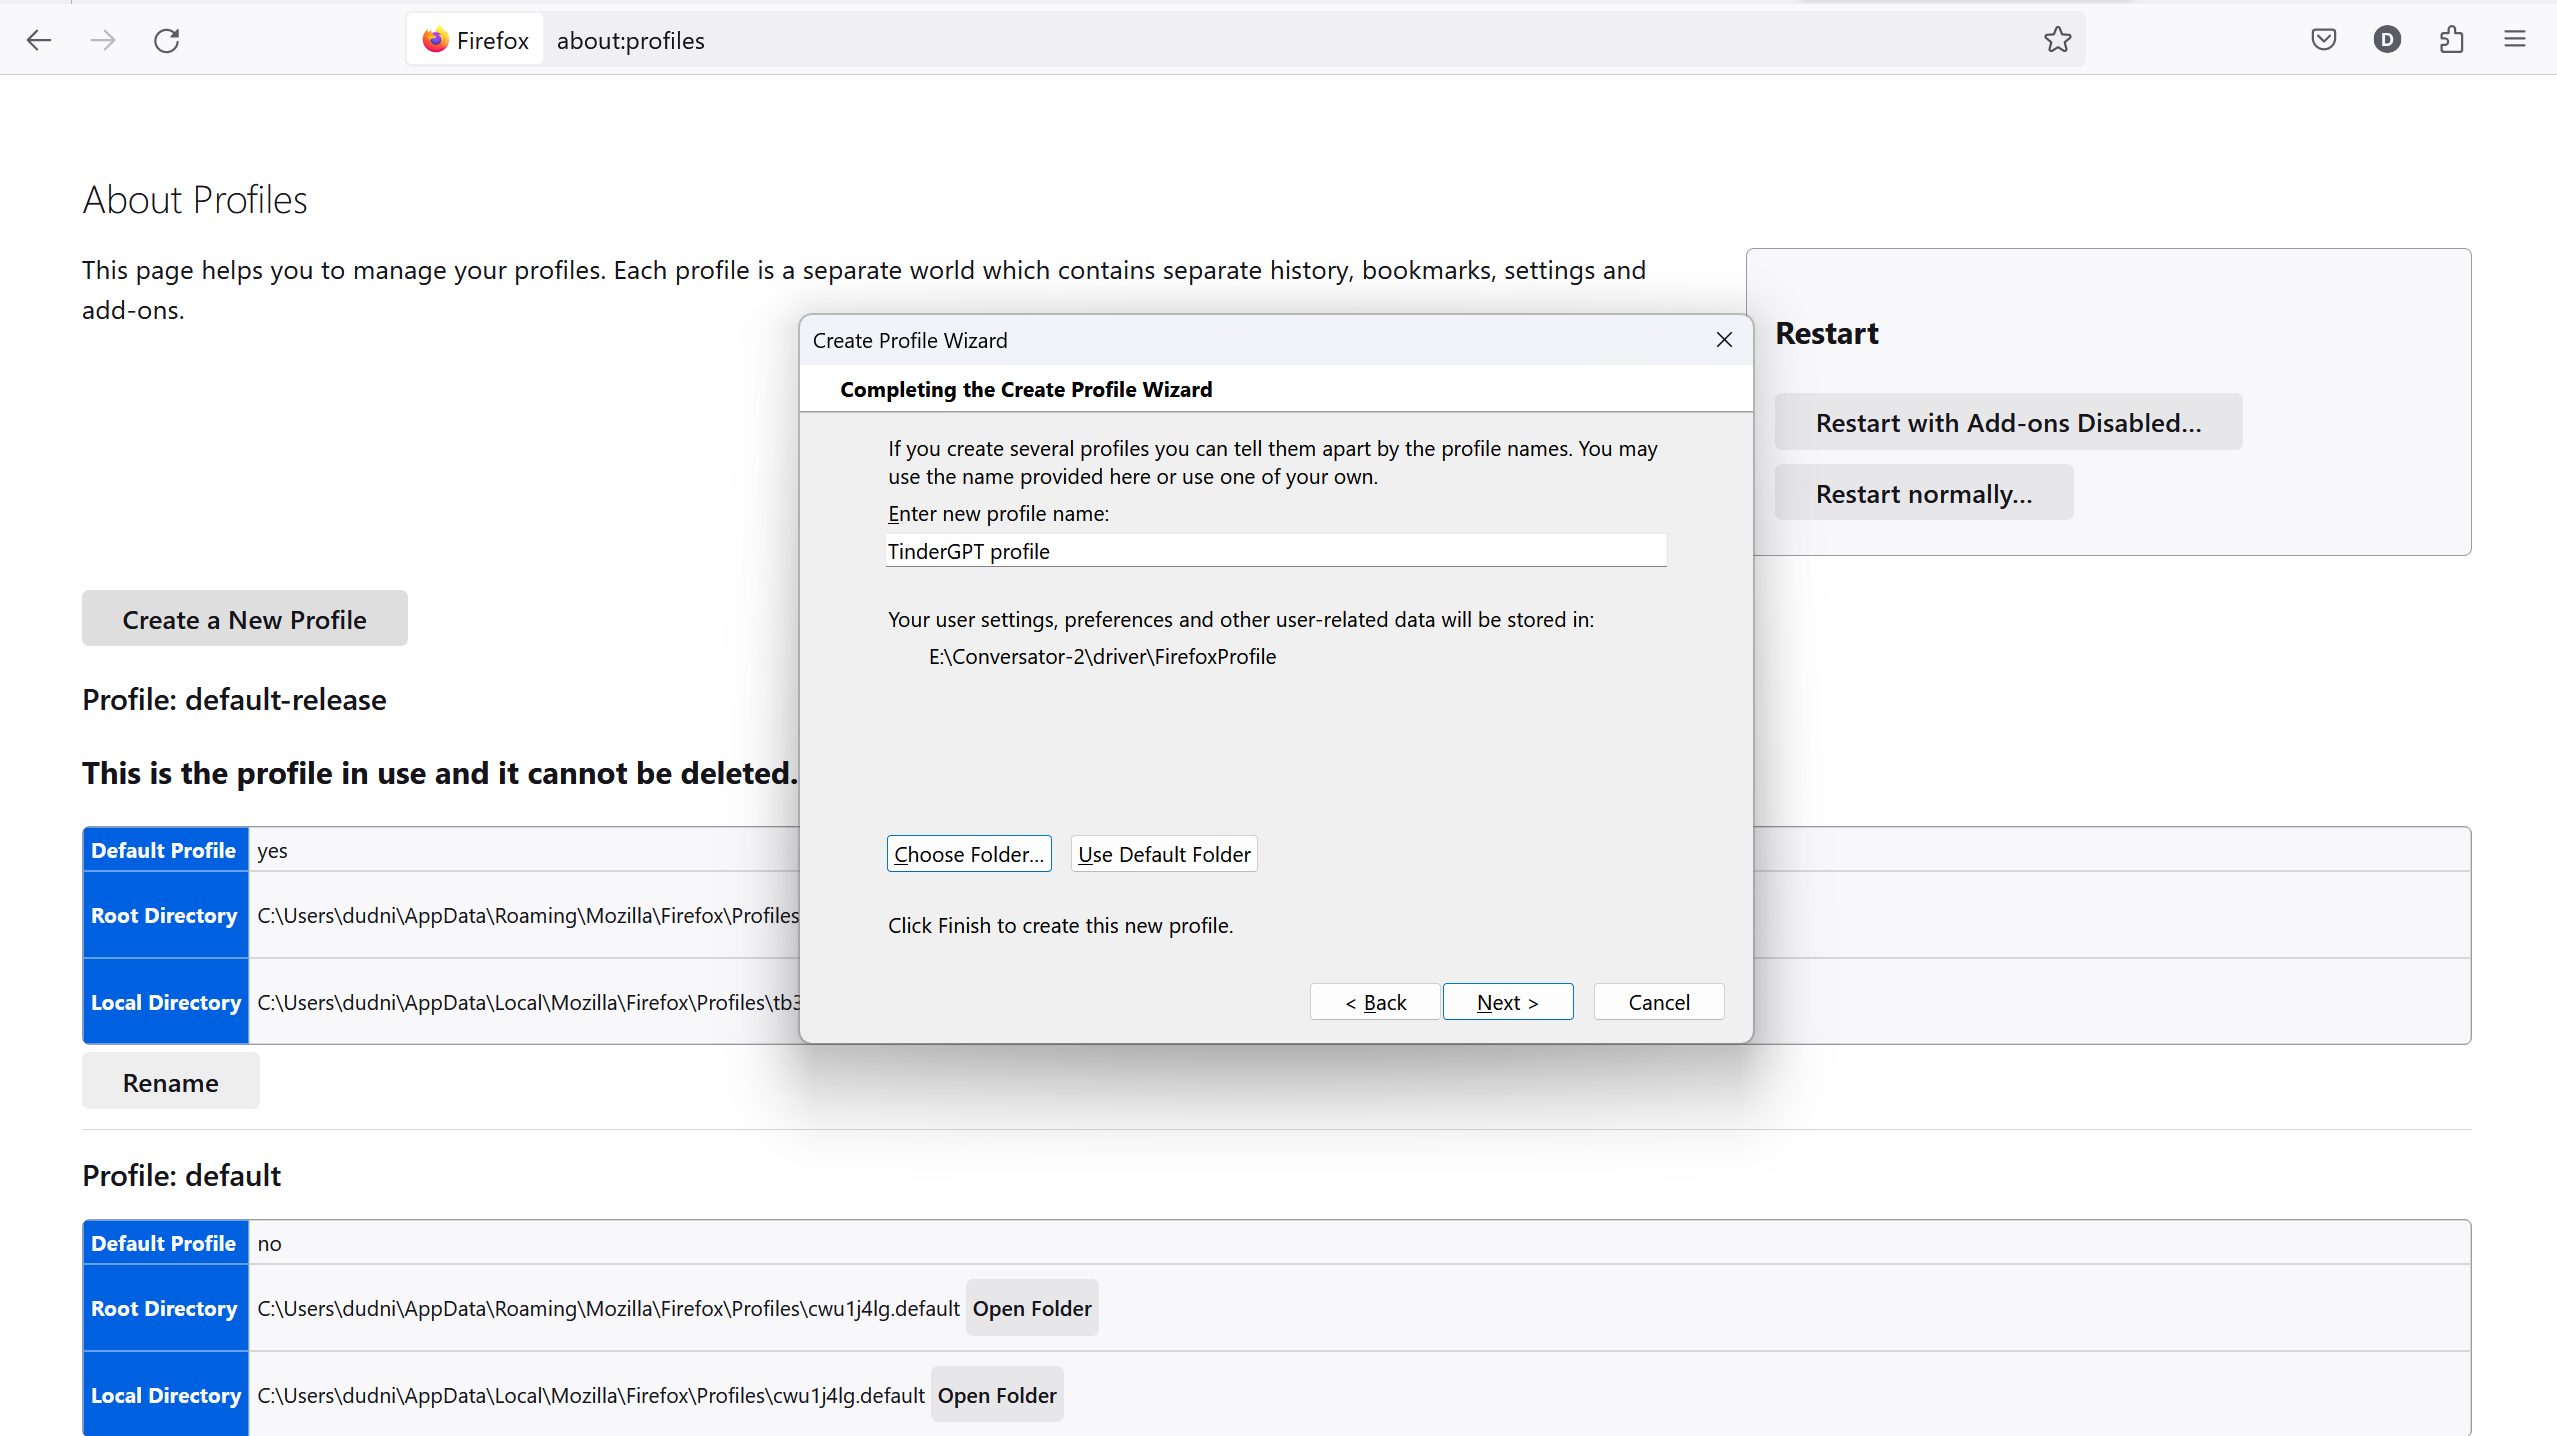 Firefox
about:profiles
D
About Profiles
This page helps you to manage your profiles. Each profile is a separate world which contains separate history, bookmarks, settings and
add-ons.
Restart
Restart with Add-ons Disabled...
Restart normally...
Create a New Profile
Profile: default-release
This is the profile in use and it cannot be deleted.
Default Profile yes
Root Directory C:\Users\dudni\AppData\Roaming\Mozilla\Firefox\Profiles
Local Directory C:\Users\dudni\AppData\Local\Mozilla\Firefox\Profiles\tb3
Rename
Profile: default
Default Profile no
Root Directory C:\Users\dudni\AppData\Roaming\Mozilla\Firefox\Profiles\cwu1j4lg.default Open Folder
Local Directory C:\Users\dudni\AppData\Local\Mozilla\Firefox\Profiles\cwu1j4lg.default Open Folder
Create Profile Wizard
Completing the Create Profile Wizard
If you create several profiles you can tell them apart by the profile names. You may
use the name provided here or use one of your own.
Enter new profile name:
TinderGPT profile
Your user settings, preferences and other user-related data will be stored in:
E:\Conversator-2\driver\FirefoxProfile
Choose Folder... Use Default Folder
Click Finish to create this new profile.
< Back Next > Cancel